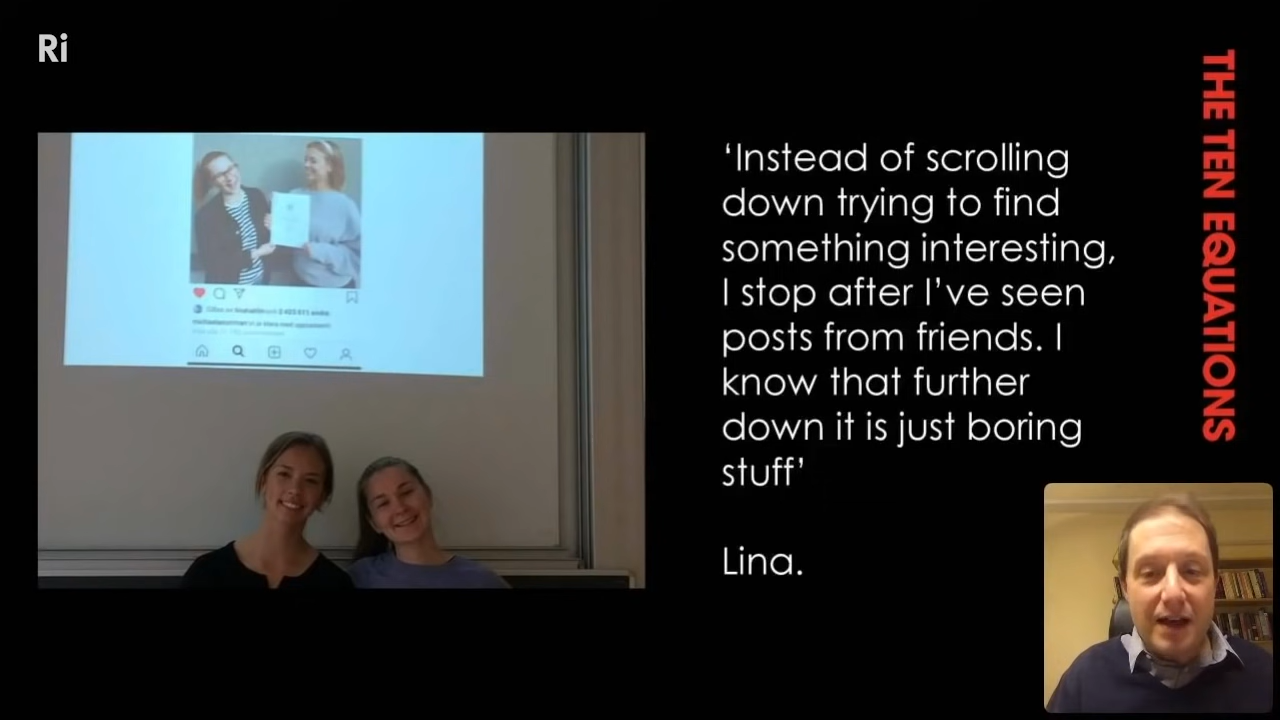 Ri
THE TEN EQUATIONS
‘Instead of scrolling
down trying to find
something interesting,
I stop after I’ve seen
posts from friends. I
know that further
down it is just boring
stuff’
Lina.